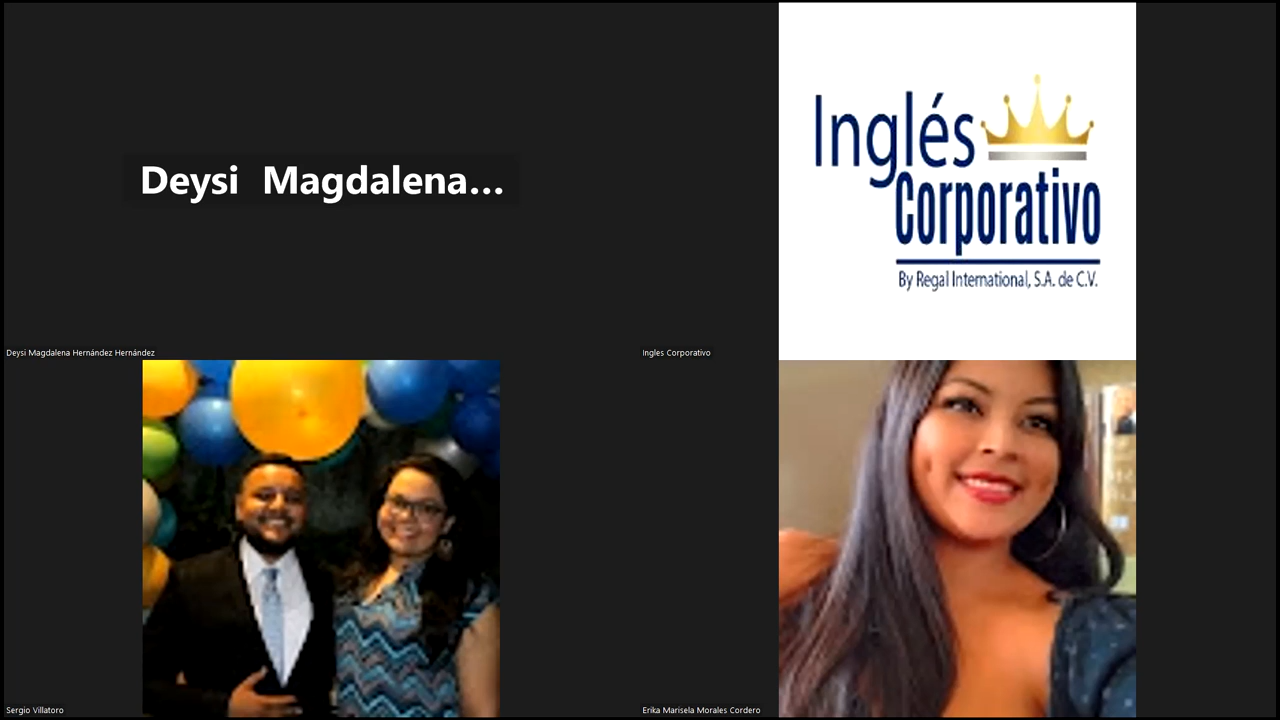 Deysi Magdalena...
Inglés
Corporativo
By Regal International, S.A. de C.V.
Deysi Magdalena Hernández Hernández
Ingles Corporativo
Sergio Villatoro
Erika Marisela Morales Cordero